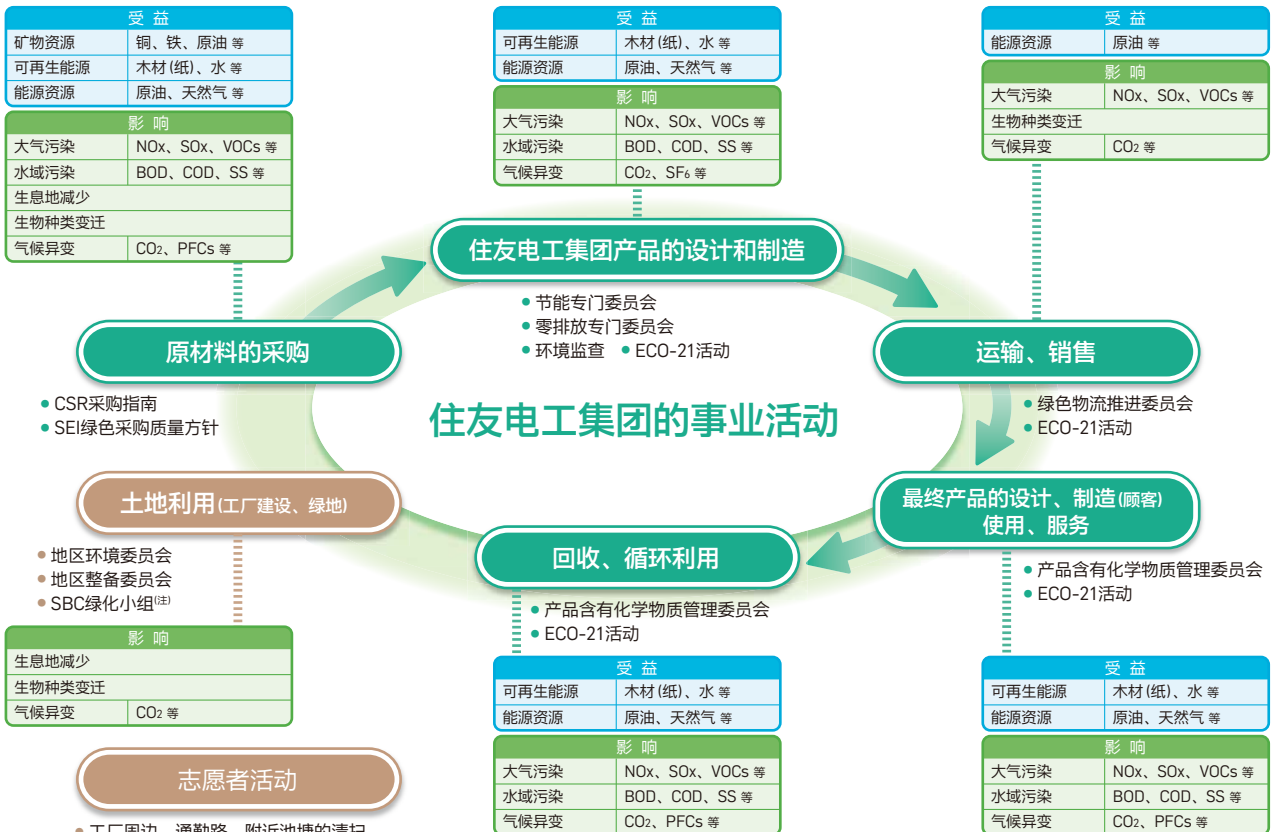 受 益
矿物资源 铜、铁、原油 等
可再生能源 木材(纸)、水 等
能源资源 原油、天然气 等
影 响
大气污染 NOx、SOx、VOCs 等
水域污染 BOD、COD、SS 等
生息地减少
生物种类变迁
气候异变 CO2、PFCs 等
受 益
可再生能源 木材(纸)、水 等
能源资源 原油、天然气 等
影 响
大气污染 NOx、SOx、VOCs 等
水域污染 BOD、COD、SS 等
气候异变 CO2、SF6 等
受 益
能源资源 原油 等
影 响
大气污染 NOx、SOx、VOCs 等
生物种类变迁
气候异变 CO2 等
住友电工集团产品的设计和制造
• 节能专门委员会
• 零排放专门委员会
• 环境监查 • ECO-21活动
原材料的采购
• CSR采购指南
• SEI绿色采购质量方针
运输、销售
• 绿色物流推进委员会
• ECO-21活动
住友电工集团的事业活动
土地利用(工厂建设、绿地)
• 地区环境委员会
• 地区整备委员会
• SBC绿化小组(注)
影 响
生息地减少
生物种类变迁
气候异变 CO2 等
最终产品的设计、制造(顾客)
使用、服务
• 产品含有化学物质管理委员会
• ECO-21活动
回收、循环利用
• 产品含有化学物质管理委员会
• ECO-21活动
受 益
可再生能源 木材(纸)、水 等
能源资源 原油、天然气 等
影 响
大气污染 NOx、SOx、VOCs 等
水域污染 BOD、COD、SS 等
气候异变 CO2、PFCs 等
受 益
可再生能源 木材(纸)、水 等
能源资源 原油、天然气 等
影 响
大气污染 NOx、SOx、VOCs 等
水域污染 BOD、COD、SS 等
气候异变 CO2、PFCs 等
志愿者活动
• 工厂周边、通勤路、附近池塘的清扫